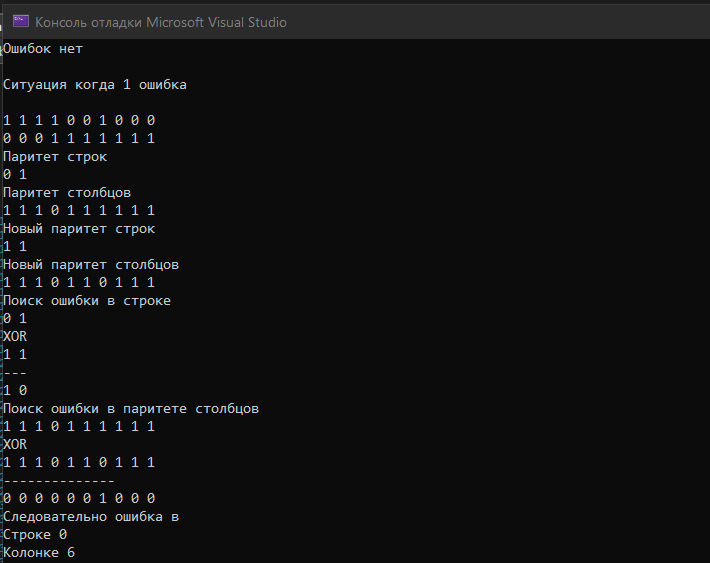 Консоль отладки Microsoft Visual Studio
Ошибок нет
Ситуация когда 1 ошибка
1 1 1 1 0 0 1 0 0 0
0 0 0 1 1 1 1 1 1 1
Паритет строк
0 1
Паритет столбцов
1 1 1 0 1 1 1 1 1 1
Новый паритет строк
1 1
Новый паритет столбцов
1 1 1 0 1 1 0 1 1 1
Поиск ошибки в строке
0 1
XOR
1 1
---
1 0
Поиск ошибки в паритете столбцов
1 1 1 0 1 1 1 1 1 1
XOR
1 1 1 0 1 1 0 1 1 1
--------------
0 0 0 0 0 0 1 0 0 0
Следовательно ошибка в
Строке 0
Колонке 6